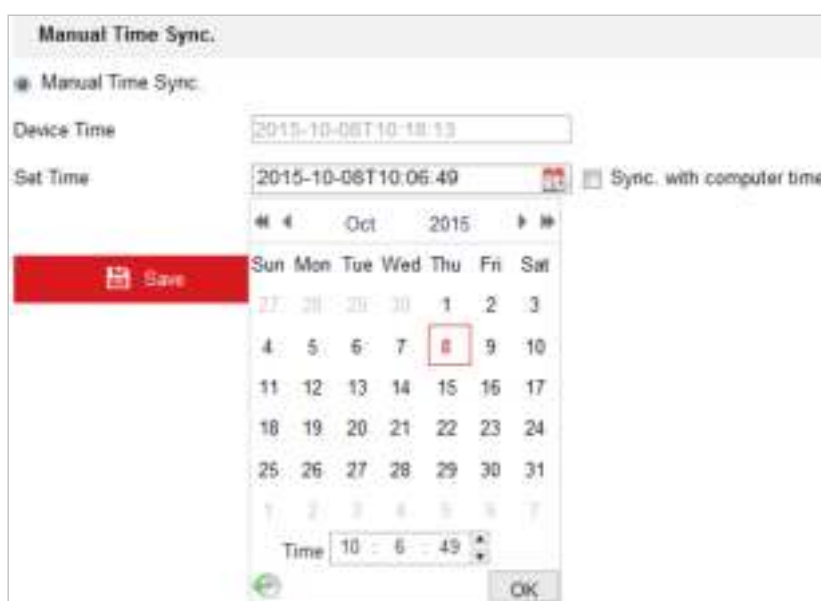 Manual Time Sync.
Manual Time Sync.
Device Time 2015-10-08T10:18:13
Set Time 2015-10-08T10:06:49 Sync. with computer time
Oct 2015
Sun Mon Tue Wed Thu Fri Sat
27 28 29 30 1 2 3
Save
4 5 6 7 8 9 10
11 12 13 14 15 16 17
18 19 20 21 22 23 24
25 26 27 28 29 30 31
1 2 3 4 5 6 7
Time 10 : 6 : 49
OK